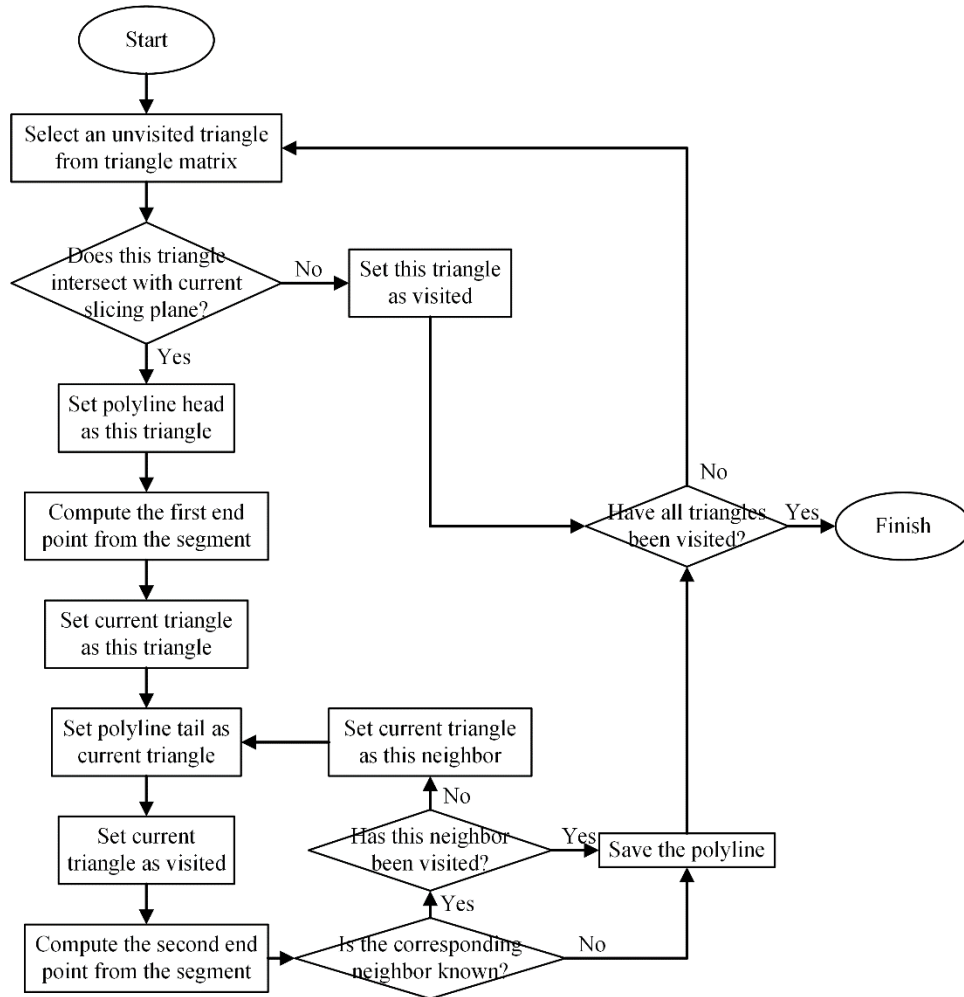 Start
Select an unvisited triangle
from triangle matrix
Does this triangle
intersect with current
slicing plane?
No
Set this triangle
as visited
Yes
Set polyline head
as this triangle
Compute the first end
point from the segment
Set current triangle
as this triangle
No
Have all triangles
been visited?
Yes
Finish
Set polyline tail as
current triangle
Set current triangle
as this neighbor
No
Set current
triangle as visited
Has this neighbor
been visited?
Yes
Save the polyline
Yes
Compute the second end
point from the segment
Is the corresponding
neighbor known?
No